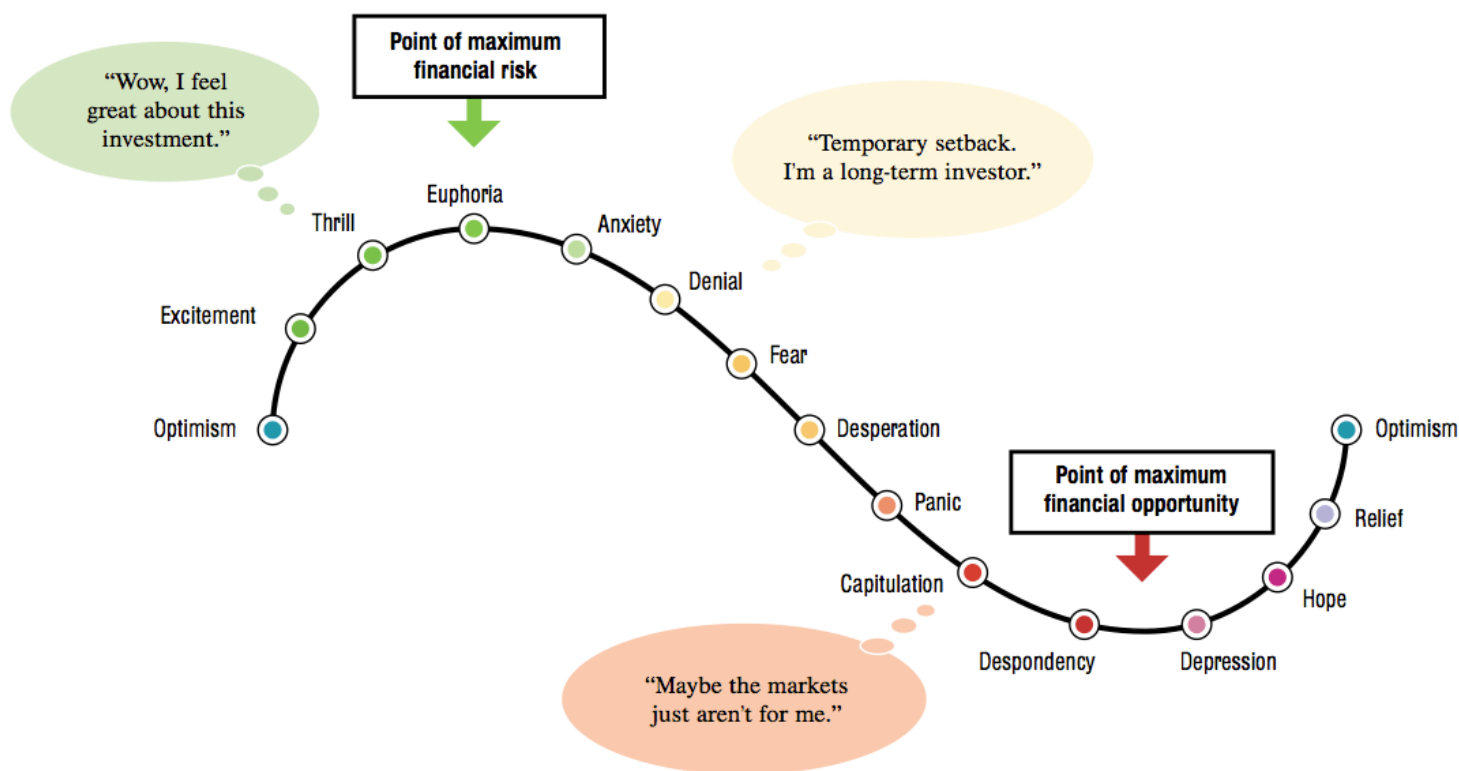 Point of maximum
financial risk
“Wow, I feel
great about this
investment.”
“Temporary setback.
I'm a long-term investor.”
Euphoria
Thrill
Anxiety
Denial
Excitement
Fear
Optimism
Desperation
Optimism
Point of maximum
financial opportunity
Panic
Relief
Capitulation
Hope
Despondency
Depression
“Maybe the markets
just aren't for me.”